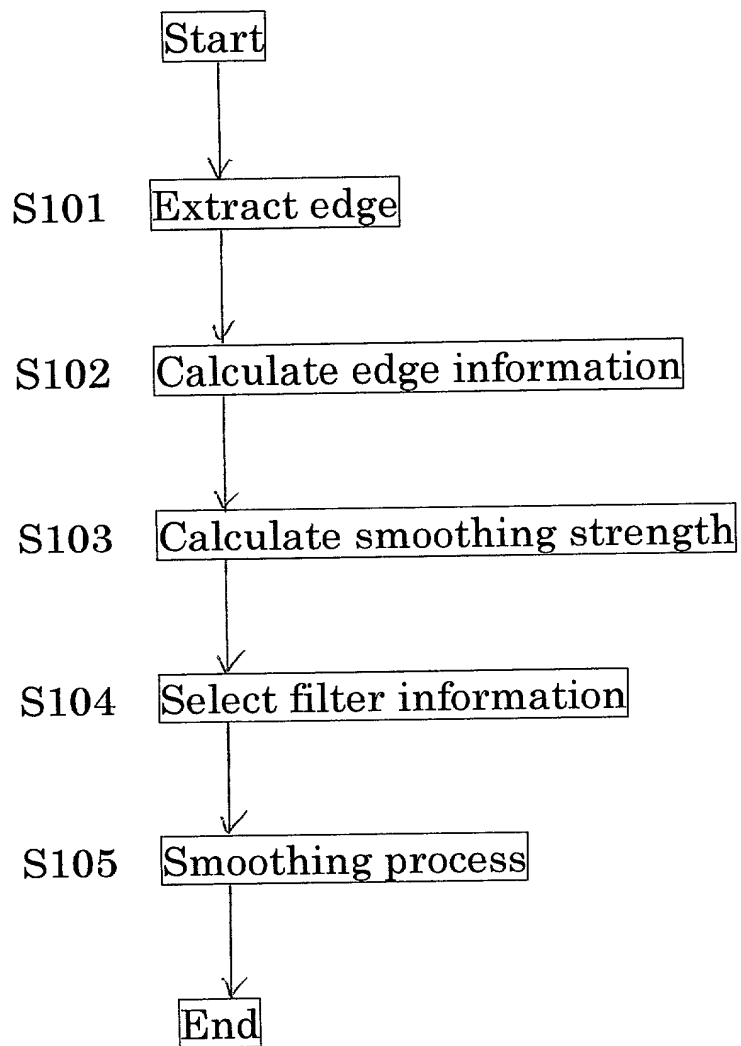 Start
S101 Extract edge
S102 Calculate edge information
S103 Calculate smoothing strength
S104 Select filter information
S105 Smoothing process
End